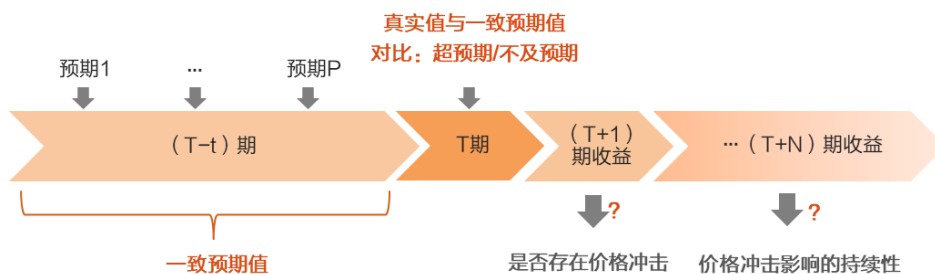 真实值与一致预期值
对比：超预期/不及预期
预期1
...
预期P
（T-t）期
T期
（T+1）
期收益
...（T+N）期收益
?
?
一致预期值
是否存在价格冲击
价格冲击影响的持续性